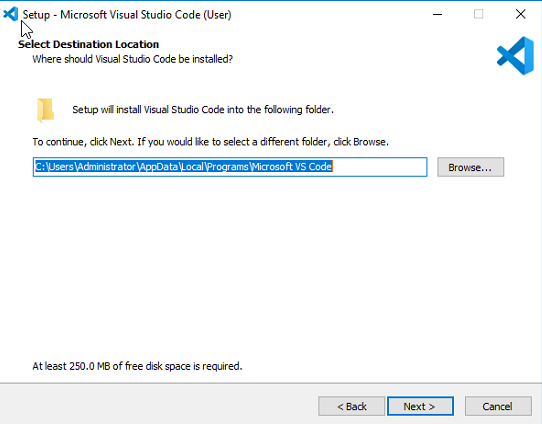 Setup - Microsoft Visual Studio Code (User)
Select Destination Location
Where should Visual Studio Code be installed?
Setup will install Visual Studio Code into the following folder.
To continue, click Next. If you would like to select a different folder, click Browse.
C:\Users\Administrator\AppData\Local\Programs\Microsoft VS Code
Browse...
At least 250.0 MB of free disk space is required.
< Back
Next >
Cancel